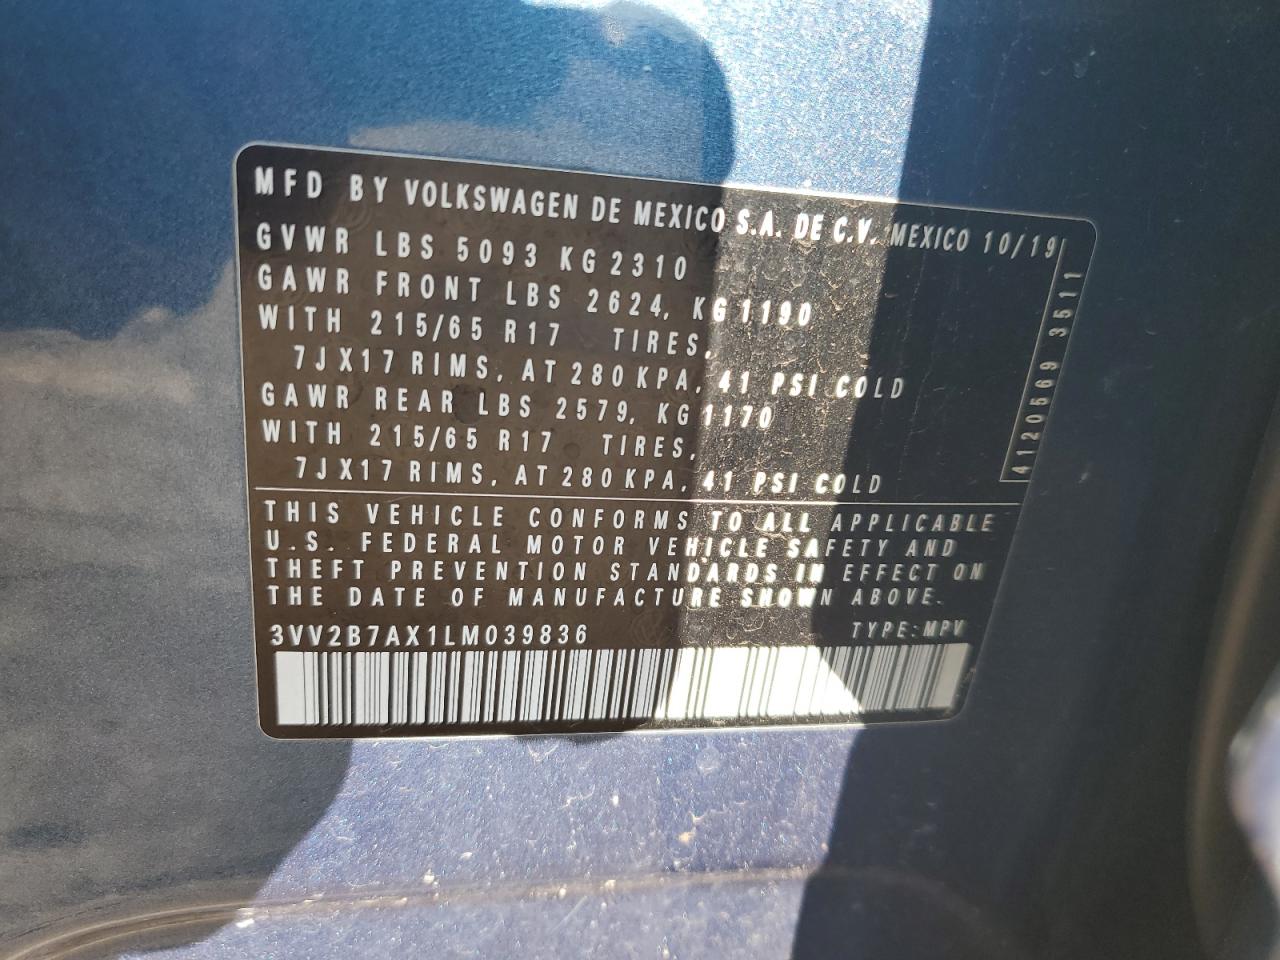 MFD BY VOLKSWAGEN DE MEXICO S.A. DE C.V. MEXICO 10/19
GVWR LBS 5093 KG 2310
GAWR FRONT LBS 2624, KG 1190
WITH 215/65 R17 TIRES,
7JX17 RIMS, AT 280 KPA, 41 PSI COLD
GAWR REAR LBS 2579, KG 1170
WITH 215/65 R17 TIRES,
7JX17 RIMS, AT 280 KPA, 41 PSI COLD
4120569 3511
THIS VEHICLE CONFORMS TO ALL APPLICABLE
U.S. FEDERAL MOTOR VEHICLE SAFETY AND
THEFT PREVENTION STANDARDS IN EFFECT ON
THE DATE OF MANUFACTURE SHOWN ABOVE.
3VV2B7AX1LM039836 TYPE: MPV